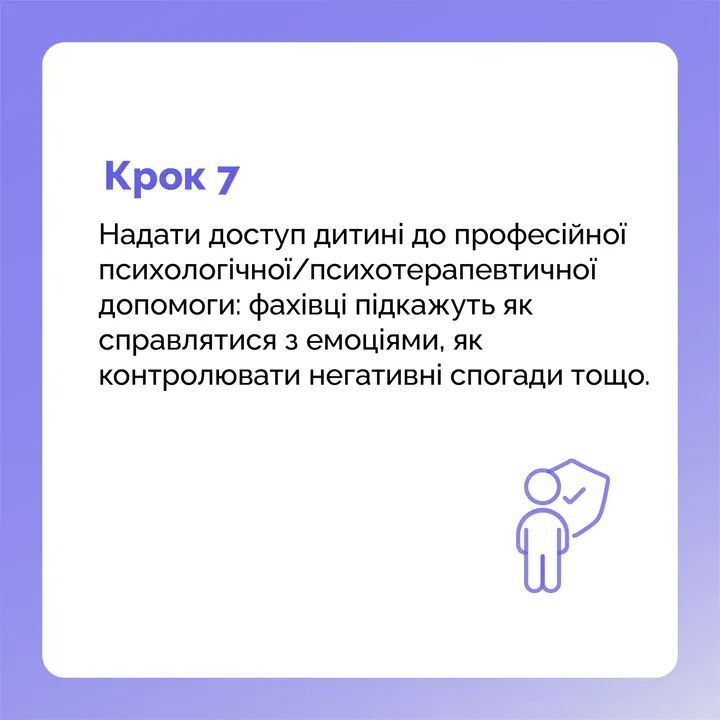 Крок 7
Надати доступ дитині до професійної
психологічної/психотерапевтичної
допомоги: фахівці підкажуть як
справлятися з емоціями, як
контролювати негативні спогади тощо.